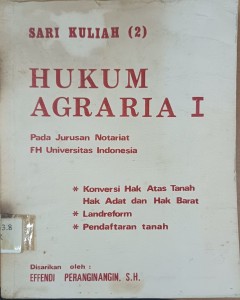 SARI KULIAH (2)
HUKUM
AGRARIA I
Pada Jurusan Notariat
FH Universitas Indonesia
* Konversi Hak Atas Tanah
Hak Adat dan Hak Barat
* Landreform
* Pendaftaran tanah
Disarikan oleh :
EFFENDI PERANGINANGIN, S.H.